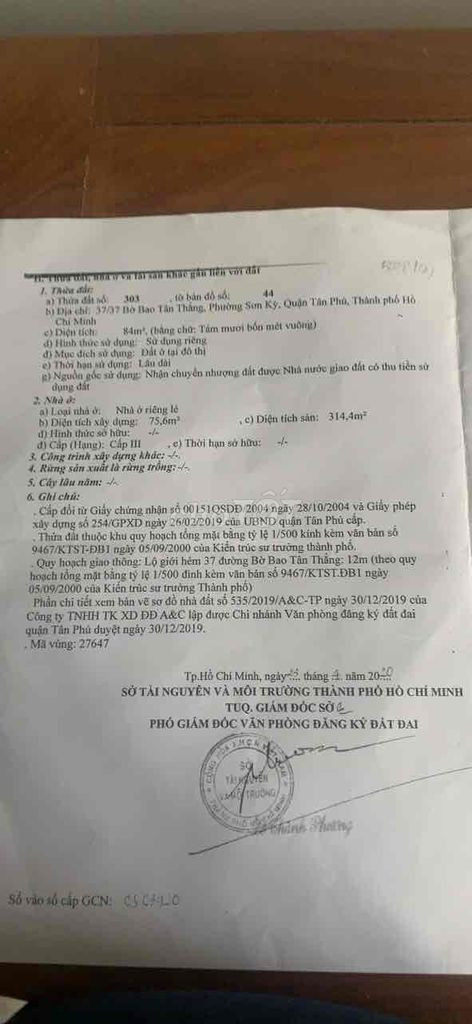 II. Thửa đất, nhà ở và tài sản khác gắn liền với đất
1. Thửa đất:
a) Thửa đất số: 303 , tờ bản đồ số: 44
b) Địa chỉ: 37/37 Bờ Bao Tân Thắng, Phường Sơn Kỳ, Quận Tân Phú, Thành phố Hồ
Chí Minh
c) Diện tích: 84m², (bằng chữ: Tám mươi bốn mét vuông)
d) Hình thức sử dụng: Sử dụng riêng
đ) Mục đích sử dụng: Đất ở tại đô thị
e) Thời hạn sử dụng: Lâu dài
g) Nguồn gốc sử dụng: Nhận chuyển nhượng đất được Nhà nước giao đất có thu tiền sử
dụng đất
2. Nhà ở:
a) Loại nhà ở: Nhà ở riêng lẻ
b) Diện tích xây dựng: 75,6m² , c) Diện tích sàn: 314,4m²
d) Hình thức sở hữu: -/-
đ) Cấp (Hạng): Cấp III , e) Thời hạn sở hữu: -/-
3. Công trình xây dựng khác: -/-.
4. Rừng sản xuất là rừng trồng: -/-.
5. Cây lâu năm: -/-.
6. Ghi chú:
. Cấp đổi từ Giấy chứng nhận số 00151QSDĐ/2004 ngày 28/10/2004 và Giấy phép
xây dựng số 254/GPXD ngày 26/02/2019 của UBND quận Tân Phú cấp.
. Thửa đất thuộc khu quy hoạch tổng mặt bằng tỷ lệ 1/500 kính kèm văn bản số
9467/KTST-ĐB1 ngày 05/09/2000 của Kiến trúc sư trưởng thành phố.
. Quy hoạch giao thông: Lộ giới hẻm 37 đường Bờ Bao Tân Thắng: 12m (theo quy
hoạch tổng mặt bằng tỷ lệ 1/500 đính kèm văn bản số 9467/KTST.ĐB1 ngày
05/09/2000 của Kiến trúc sư trưởng Thành phố)
Phần chi tiết xem bản vẽ sơ đồ nhà đất số 535/2019/A&C-TP ngày 30/12/2019 của
Công ty TNHH TK XD ĐĐ A&C lập được Chi nhánh Văn phòng đăng ký đất đai
quận Tân Phú duyệt ngày 30/12/2019.
. Mã vùng: 27647
Tp.Hồ Chí Minh, ngày tháng năm 2020
SỞ TÀI NGUYÊN VÀ MÔI TRƯỜNG THÀNH PHỐ HỒ CHÍ MINH
TUQ. GIÁM ĐỐC SỞ
PHÓ GIÁM ĐỐC VĂN PHÒNG ĐĂNG KÝ ĐẤT ĐAI
SỞ
TÀI NGUYÊN
VÀ MÔI TRƯỜNG
Số vào sổ cấp GCN: